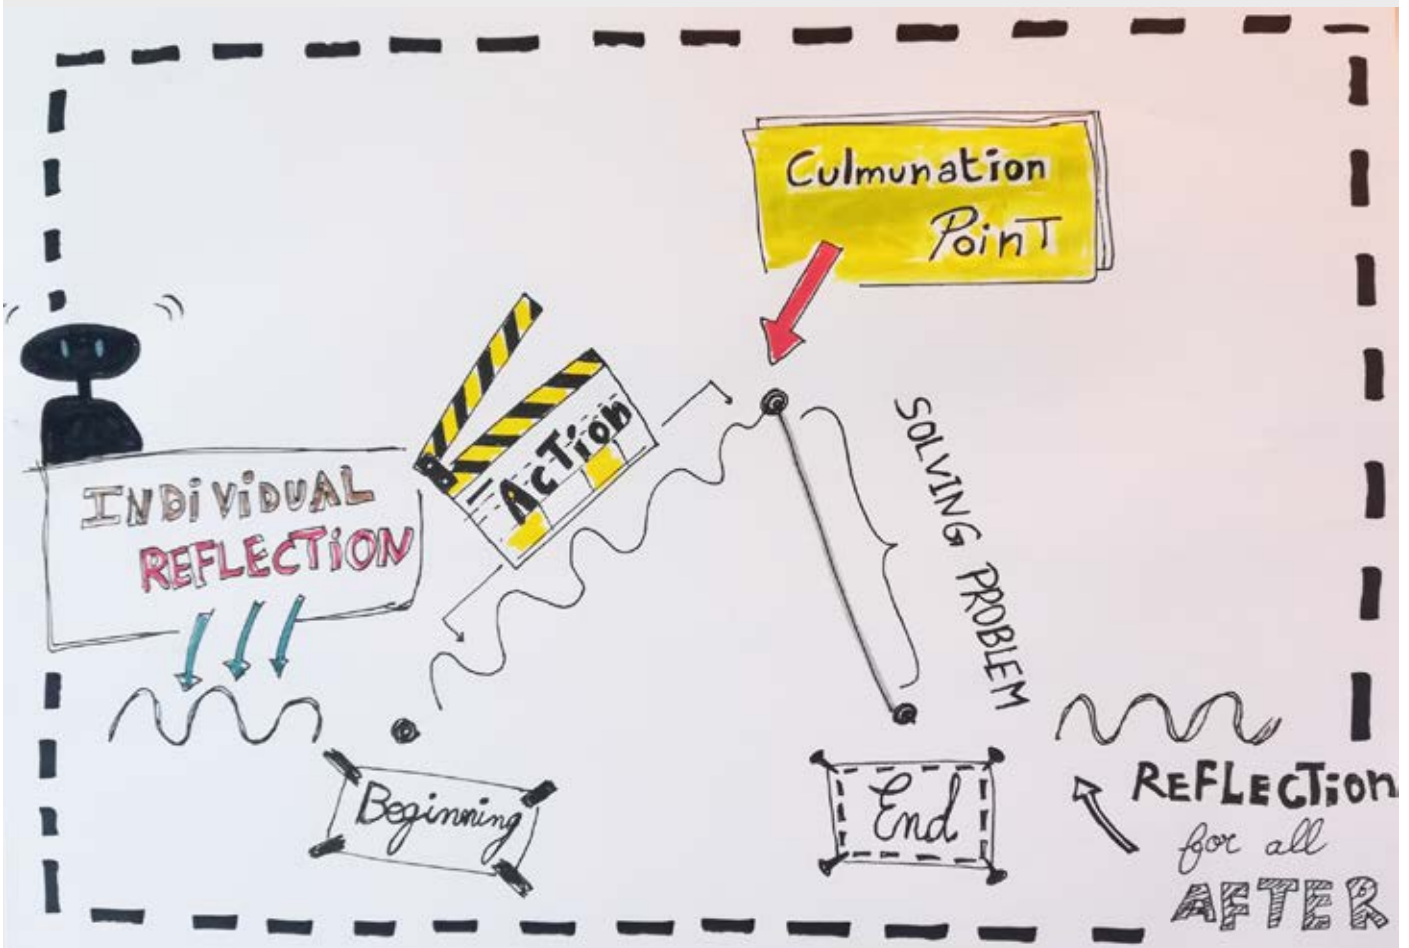 Culmunation
Point
Action
INDiViDUAL
REFLECTiON
SOLVING PROBLEM
Beginning
End
REFLECTiON
for all
AFTER